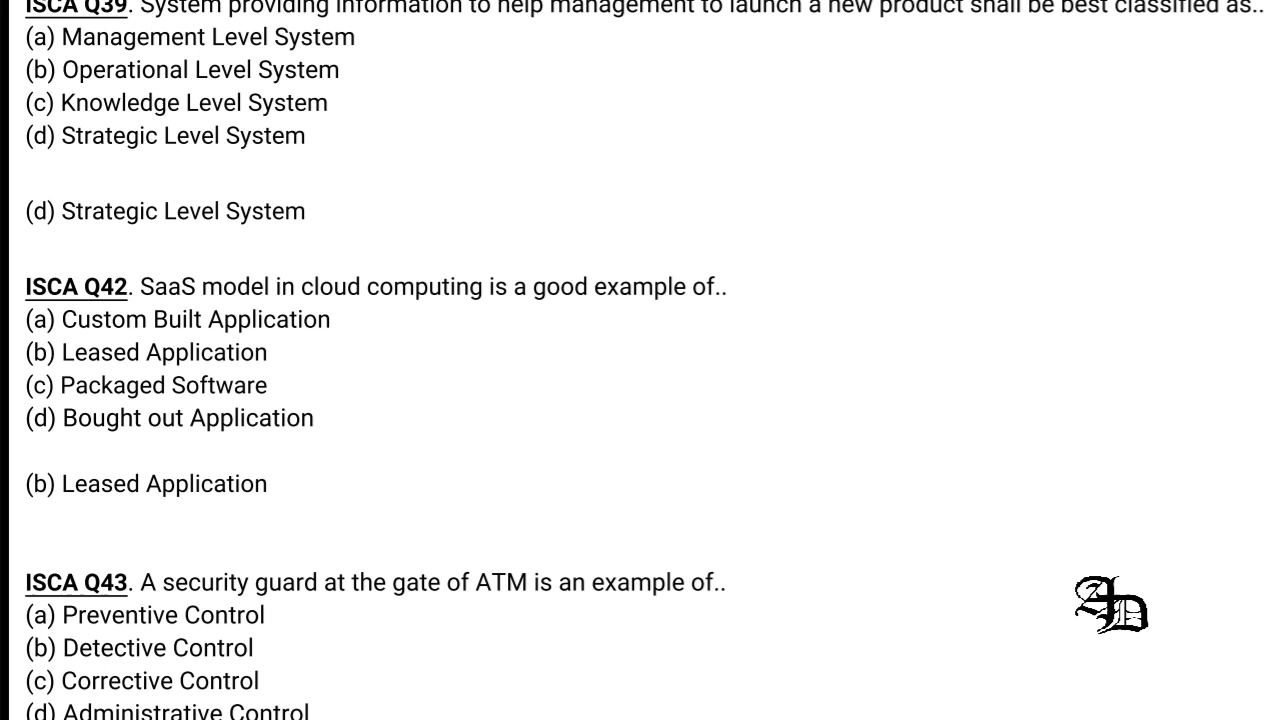 ISCA Q39. System providing information to help management to launch a new product shall be best classified as..
(a) Management Level System
(b) Operational Level System
(c) Knowledge Level System
(d) Strategic Level System
(d) Strategic Level System
ISCA Q42. SaaS model in cloud computing is a good example of..
(a) Custom Built Application
(b) Leased Application
(c) Packaged Software
(d) Bought out Application
(b) Leased Application
ISCA Q43. A security guard at the gate of ATM is an example of..
(a) Preventive Control
(b) Detective Control
(c) Corrective Control
(d) Administrative Control
AD